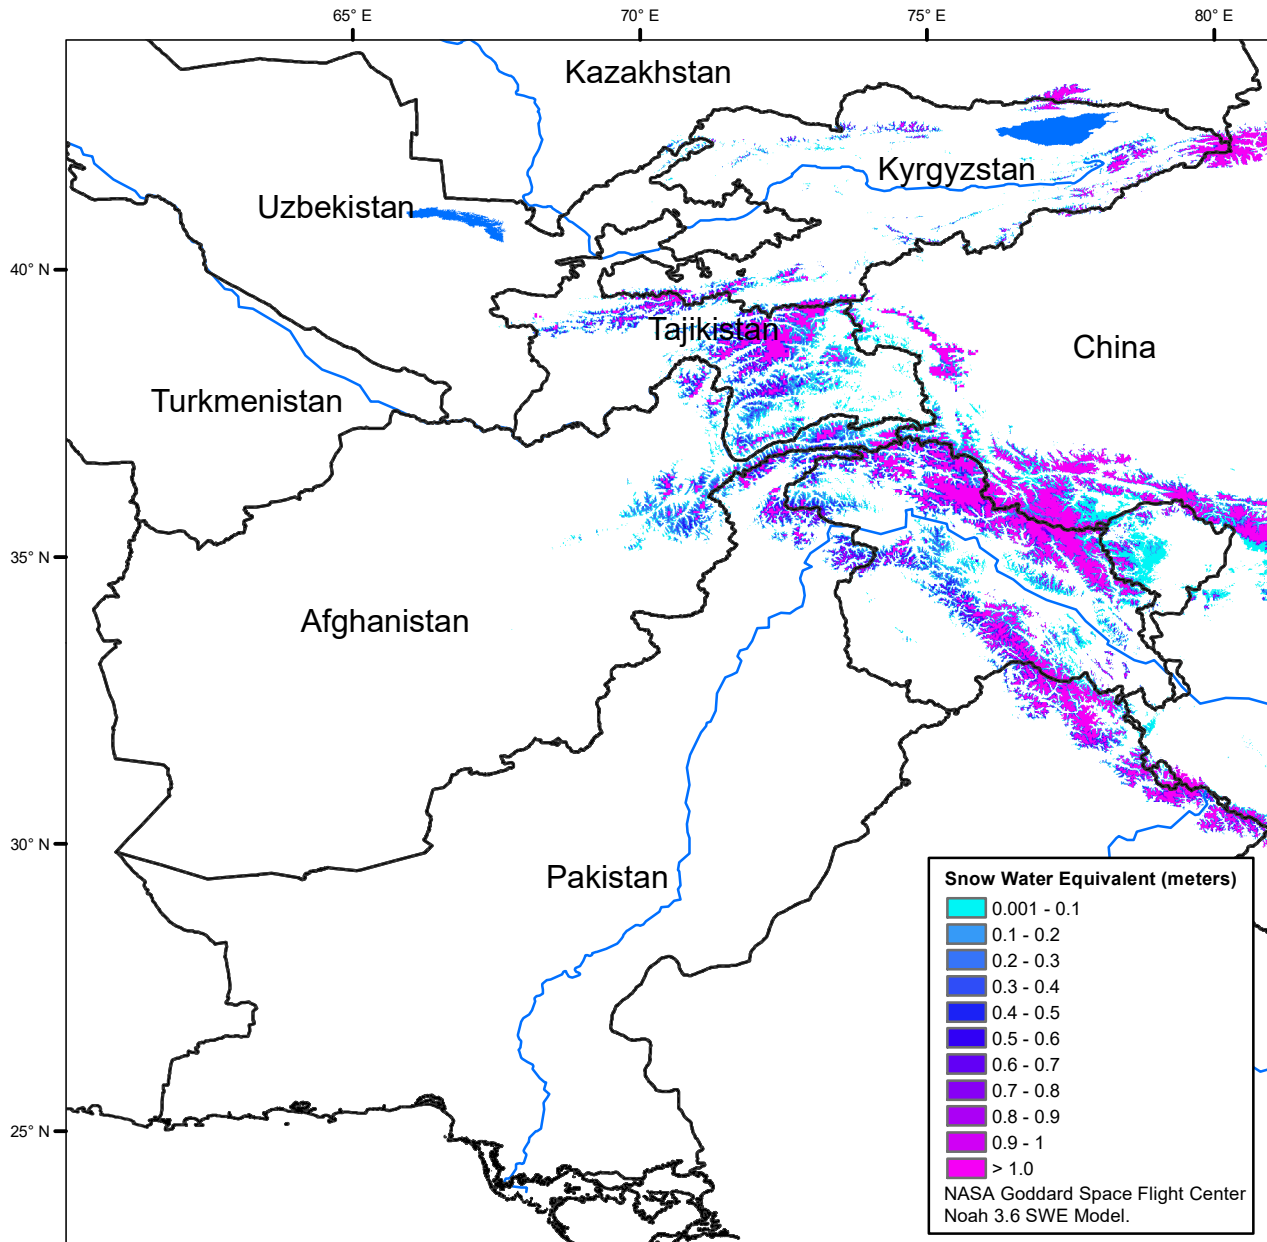 65° E
70° E
75° E
80° E
Kazakhstan
Kyrgyzstan
Uzbekistan
40° N
Tajikistan
China
Turkmenistan
35° N
Afghanistan
30° N
Pakistan
25° N
Snow Water Equivalent (meters)
0.001 - 0.1
0.1 - 0.2
0.2 - 0.3
0.3 - 0.4
0.4 - 0.5
0.5 - 0.6
0.6 - 0.7
0.7 - 0.8
0.8 - 0.9
0.9 - 1
> 1.0
NASA Goddard Space Flight Center
Noah 3.6 SWE Model.